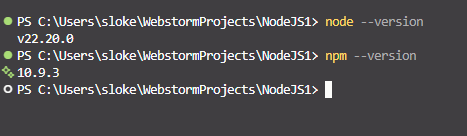 PS C:\Users\sloke\WebstormProjects\NodeJS1> node --version
v22.20.0
PS C:\Users\sloke\WebstormProjects\NodeJS1> npm --version
10.9.3
PS C:\Users\sloke\WebstormProjects\NodeJS1>